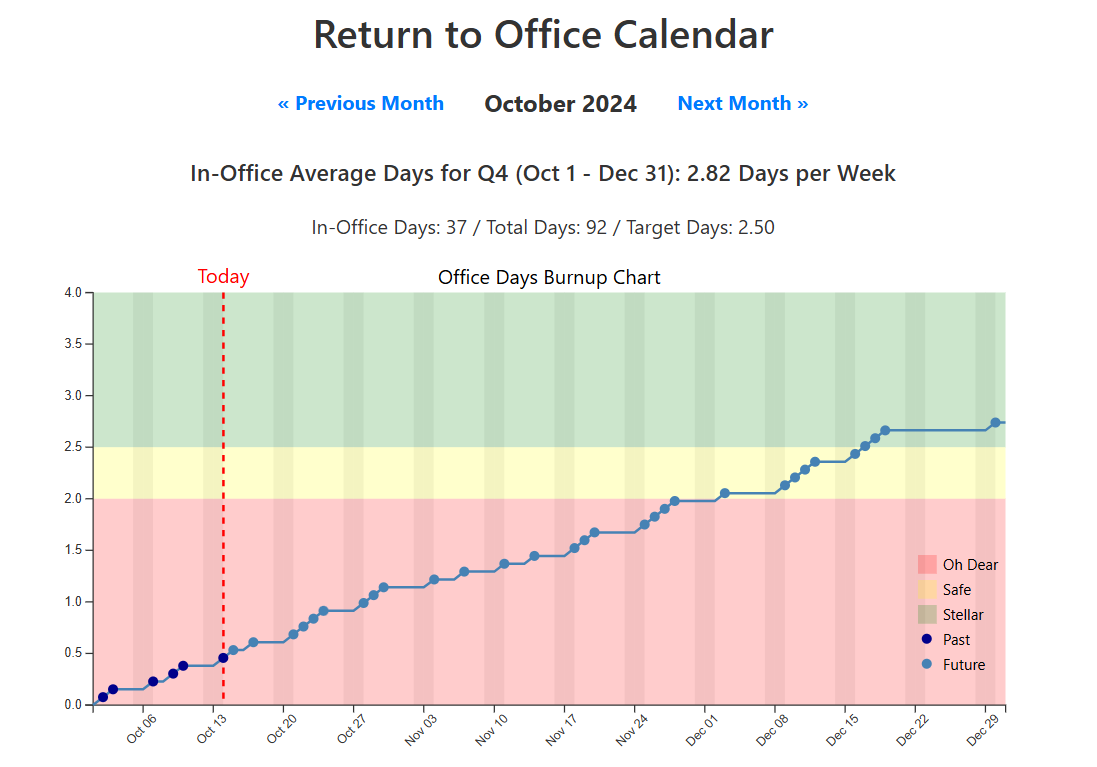 Return to Office Calendar
« Previous Month October 2024 Next Month »
In-Office Average Days for Q4 (Oct 1 - Dec 31): 2.82 Days per Week
In-Office Days: 37 / Total Days: 92 / Target Days: 2.50
Today
Office Days Burnup Chart
4.0
3.5
3.0
2.5
2.0
1.5
1.0
0.5
0.0
Oh Dear
Safe
Stellar
Past
Future
Oct 06
Oct 13
Oct 20
Oct 27
Nov 03
Nov 10
Nov 17
Nov 24
Dec 01
Dec 08
Dec 15
Dec 22
Dec 29